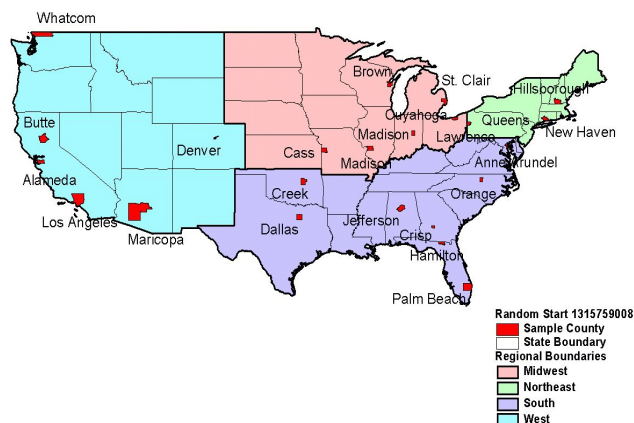 Whatcom
Brown
St. Clair
Hillsborough
Butte
Cuyahoga
Queens
New Haven
Madison
Lawrence
Denver
Cass
Madison
Anne Arundel
Alameda
Creek
Orange
Los Angeles
Jefferson
Dallas
Crisp
Maricopa
Hamilton
Palm Beach
Random Start 1315759008
Sample County
State Boundary
Regional Boundaries
Midwest
Northeast
South
West